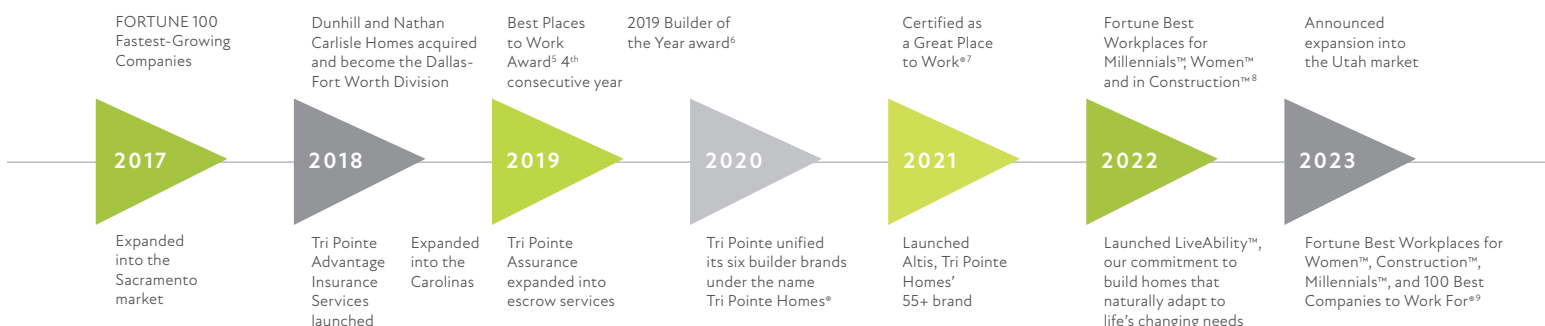 FORTUNE 100
Fastest-Growing
Companies
Dunhill and Nathan
Carlisle Homes acquired
and become the Dallas-
Fort Worth Division
Best Places
to Work
Award⁵ 4ᵗʰ
consecutive year
2019 Builder of
the Year award⁶
Certified as
a Great Place
to Work®⁷
Fortune Best
Workplaces for
Millennials™, Women™
and in Construction™⁸
Announced
expansion into
the Utah market
2017
2018
2019
2020
2021
2022
2023
Expanded
into the
Sacramento
market
Tri Pointe
Advantage
Insurance
Services
launched
Expanded
into the
Carolinas
Tri Pointe
Assurance
expanded into
escrow services
Tri Pointe unified
its six builder brands
under the name
Tri Pointe Homes®
Launched
Altis, Tri Pointe
Homes’
55+ brand
Launched LiveAbility™,
our commitment to
build homes that
naturally adapt to
life’s changing needs
Fortune Best Workplaces for
Women™, Construction™,
Millennials™, and 100 Best
Companies to Work For®⁹